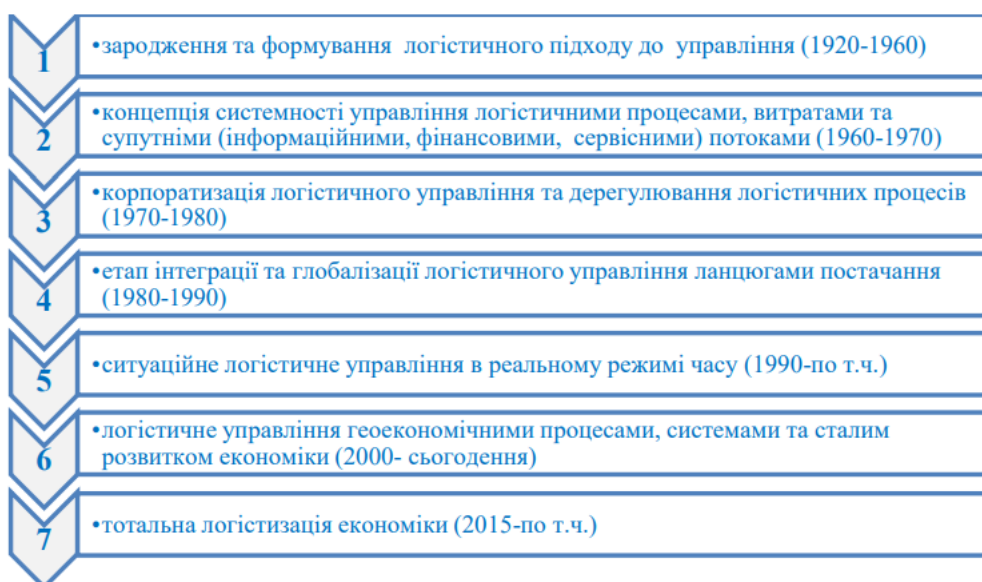 1
•зародження та формування логістичного підходу до управління (1920-1960)
2
•концепція системності управління логістичними процесами, витратами та
супутніми (інформаційними, фінансовими, сервісними) потоками (1960-1970)
3
•корпоратизація логістичного управління та дерегулювання логістичних процесів
(1970-1980)
4
•етап інтеграції та глобалізації логістичного управління ланцюгами постачання
(1980-1990)
5
•ситуаційне логістичне управління в реальному режимі часу (1990-по т.ч.)
6
•логістичне управління геоекономічними процесами, системами та сталим
розвитком економіки (2000- сьогодення)
7
•тотальна логістизація економіки (2015-по т.ч.)